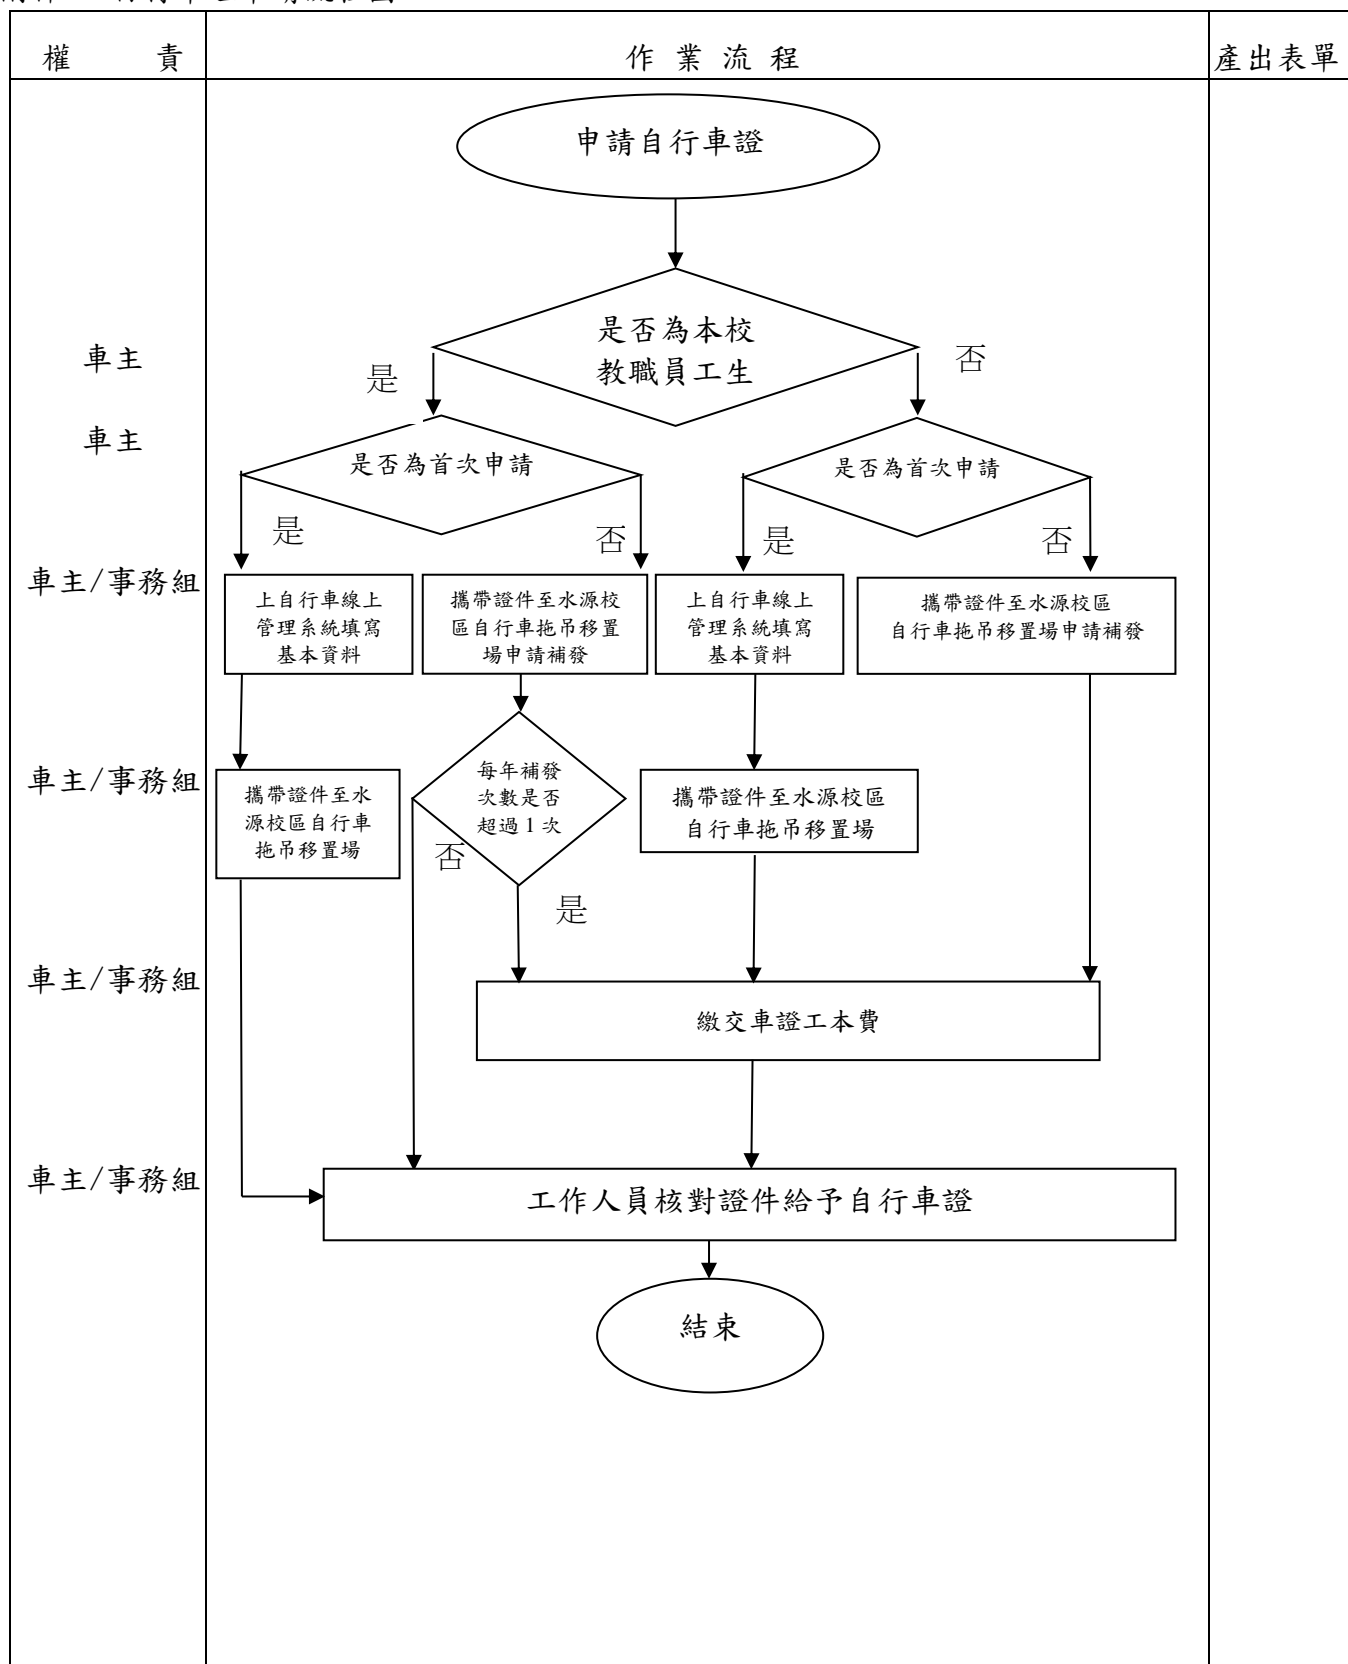 權 責
作 業 流 程
產出表單
申請自行車證
是否為本校
教職員工生
車主
是
否
車主
是否為首次申請
是否為首次申請
是
否
是
否
車主/事務組
上自行車線上
管理系統填寫
基本資料
攜帶證件至水源校
區自行車拖吊移置
場申請補發
上自行車線上
管理系統填寫
基本資料
攜帶證件至水源校區
自行車拖吊移置場申請補發
車主/事務組
攜帶證件至水
源校區自行車
拖吊移置場
每年補發
次數是否
超過1次
否
是
攜帶證件至水源校區
自行車拖吊移置場
車主/事務組
繳交車證工本費
車主/事務組
工作人員核對證件給予自行車證
結束